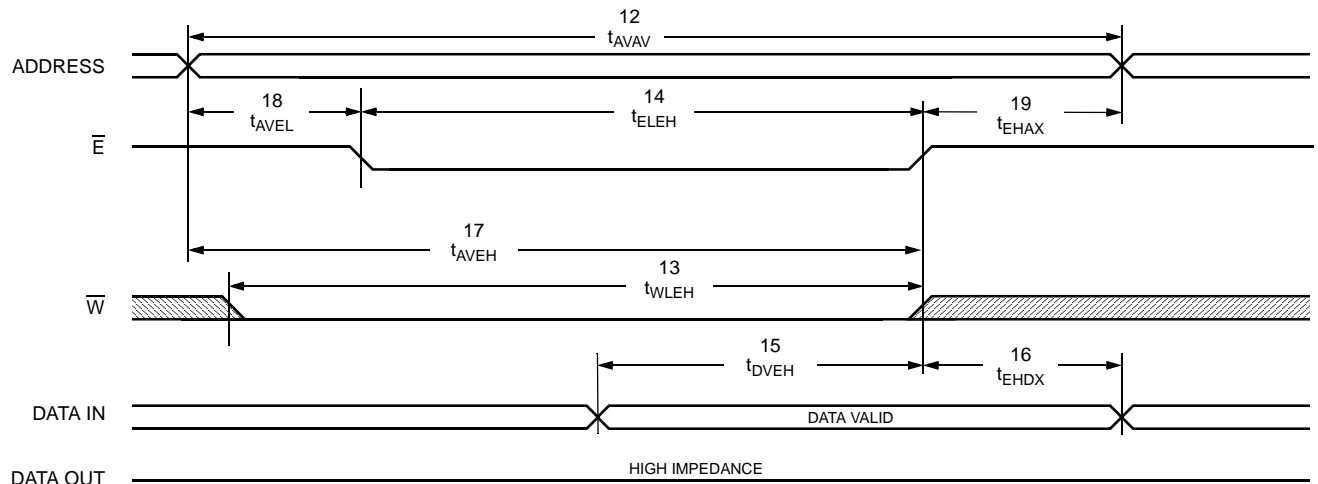 12
tAVAV
ADDRESS
18
tAVEL
14
tELEH
19
tEHAX
E̅
17
tAVEH
13
tWLEH
W̅
15
tDVEH
16
tEHDX
DATA IN
DATA VALID
DATA OUT
HIGH IMPEDANCE